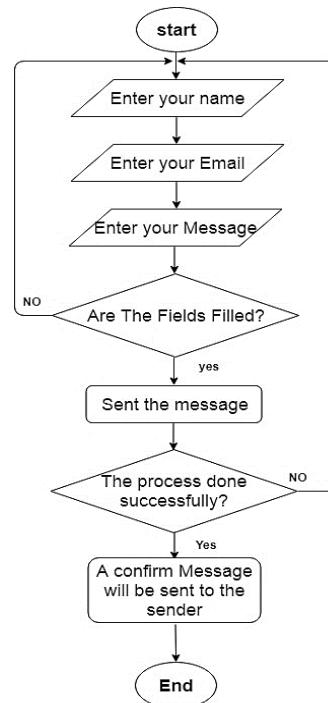 start
Enter your name
Enter your Email
Enter your Message
NO
Are The Fields Filled?
yes
Sent the message
The process done
successfully?
NO
Yes
A confirm Message
will be sent to the
sender
End